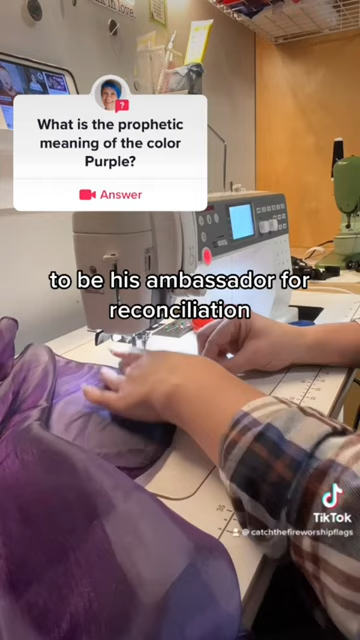 What is the prophetic
meaning of the color
Purple?
Answer
to be his ambassador for
reconciliation
TikTok
@ catchthefireworshipflags